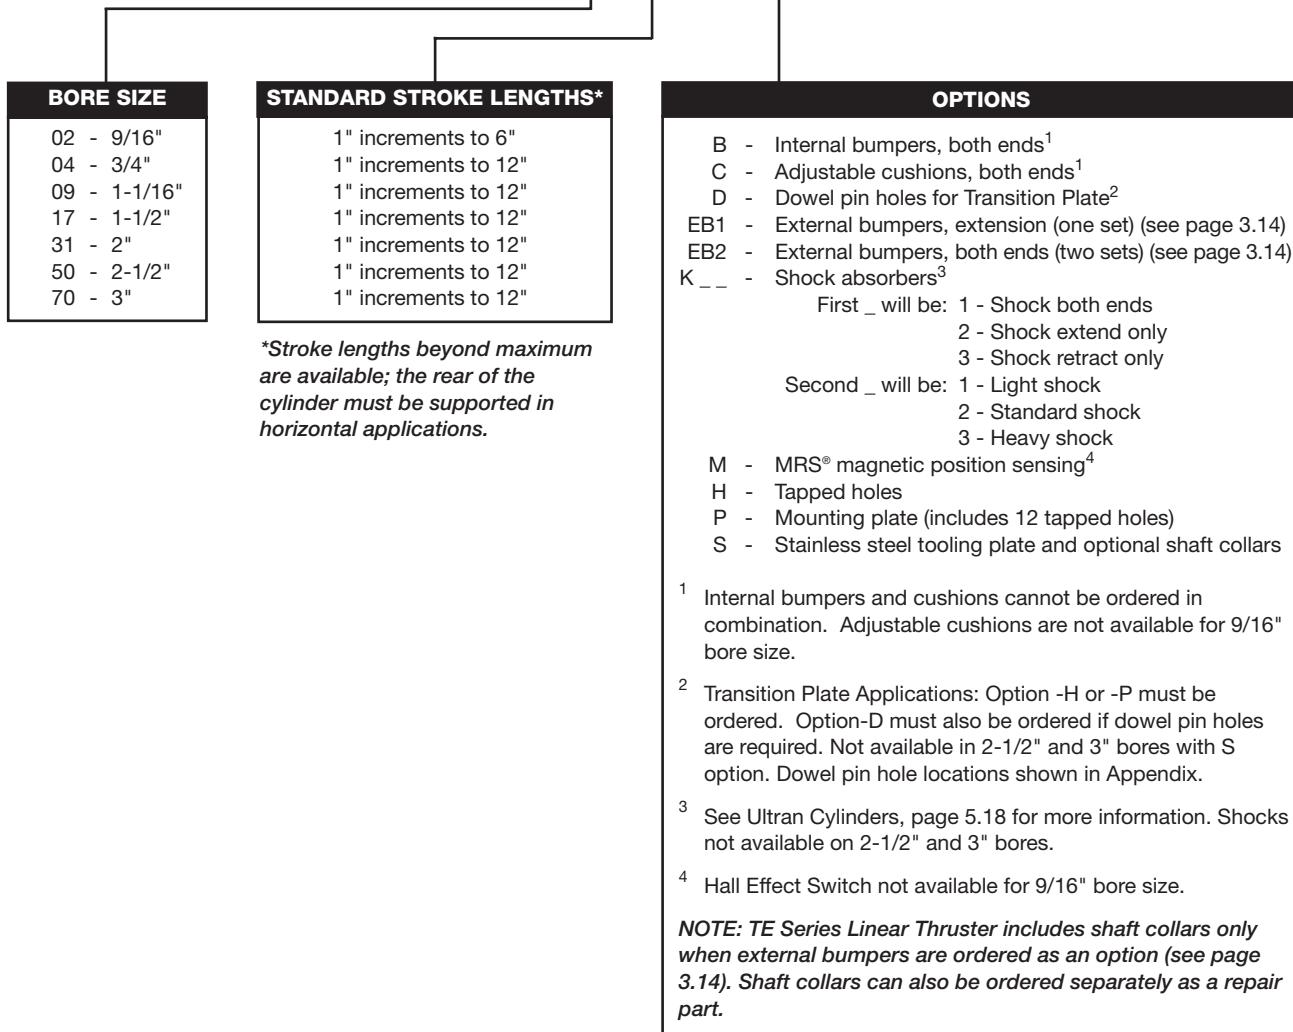 BORE SIZE
02 - 9/16"
04 - 3/4"
09 - 1-1/16"
17 - 1-1/2"
31 - 2"
50 - 2-1/2"
70 - 3"
STANDARD STROKE LENGTHS*
1" increments to 6"
1" increments to 12"
1" increments to 12"
1" increments to 12"
1" increments to 12"
1" increments to 12"
1" increments to 12"
*Stroke lengths beyond maximum
are available; the rear of the
cylinder must be supported in
horizontal applications.
OPTIONS
B - Internal bumpers, both ends1
C - Adjustable cushions, both ends1
D - Dowel pin holes for Transition Plate2
EB1 - External bumpers, extension (one set) (see page 3.14)
EB2 - External bumpers, both ends (two sets) (see page 3.14)
K _ _ - Shock absorbers3
First _ will be: 1 - Shock both ends
2 - Shock extend only
3 - Shock retract only
Second _ will be: 1 - Light shock
2 - Standard shock
3 - Heavy shock
M - MRS® magnetic position sensing4
H - Tapped holes
P - Mounting plate (includes 12 tapped holes)
S - Stainless steel tooling plate and optional shaft collars
1 Internal bumpers and cushions cannot be ordered in
combination. Adjustable cushions are not available for 9/16"
bore size.
2 Transition Plate Applications: Option -H or -P must be
ordered. Option-D must also be ordered if dowel pin holes
are required. Not available in 2-1/2" and 3" bores with S
option. Dowel pin hole locations shown in Appendix.
3 See Ultran Cylinders, page 5.18 for more information. Shocks
not available on 2-1/2" and 3" bores.
4 Hall Effect Switch not available for 9/16" bore size.
NOTE: TE Series Linear Thruster includes shaft collars only
when external bumpers are ordered as an option (see page
3.14). Shaft collars can also be ordered separately as a repair
part.